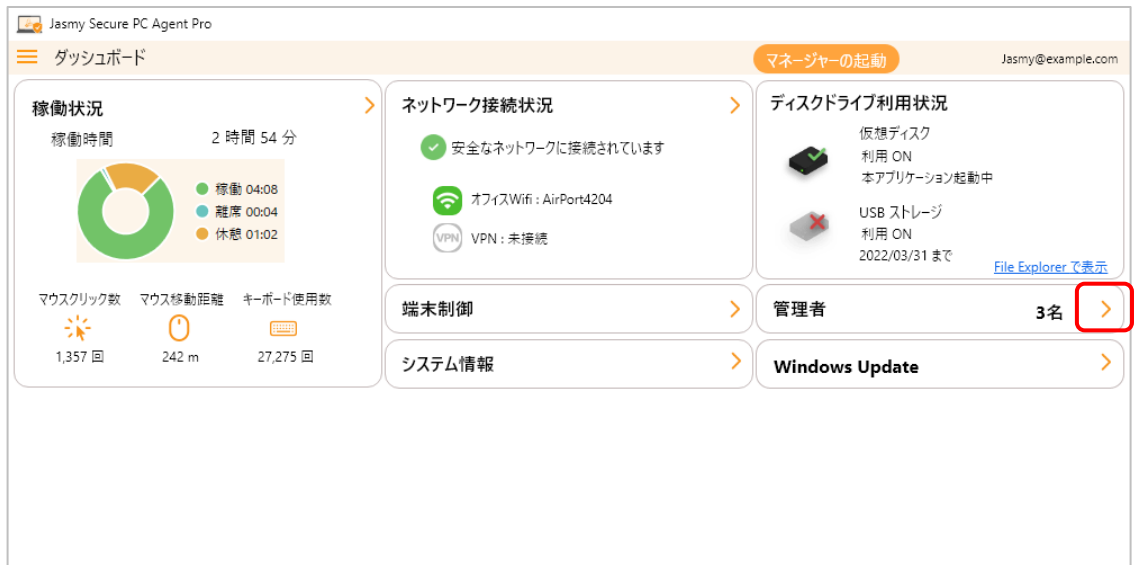 Jasmy Secure PC Agent Pro
ダッシュボード
マネージャーの起動
Jasmy@example.com
稼働状況
稼働時間 2 時間 54 分
稼働 04:08
離席 00:04
休憩 01:02
マウスクリック数 マウス移動距離 キーボード使用数
1,357 回 242 m 27,275 回
ネットワーク接続状況
安全なネットワークに接続されています
オフィスWifi : AirPort4204
VPN VPN : 未接続
ディスクドライブ利用状況
仮想ディスク
利用 ON
本アプリケーション起動中
USB ストレージ
利用 ON
2022/03/31 まで
File Explorer で表示
端末制御
管理者 3名
システム情報
Windows Update